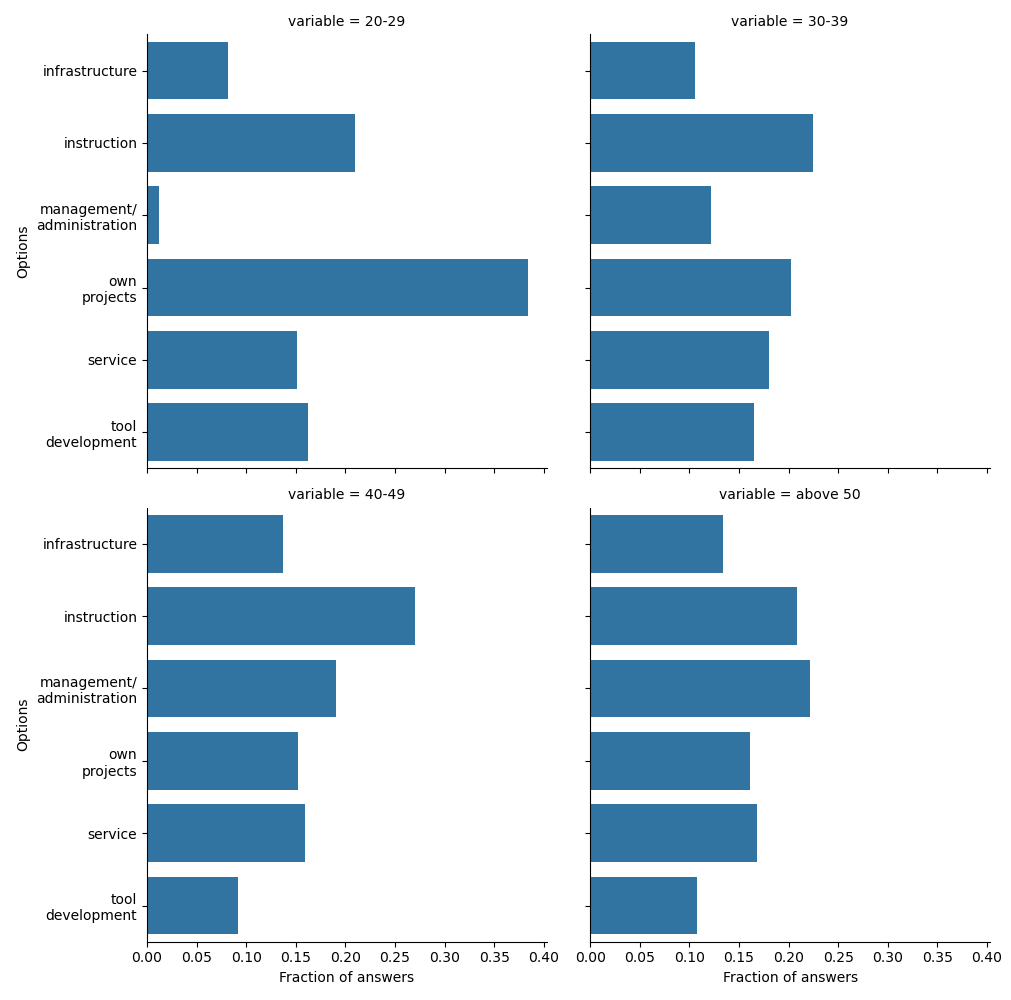 variable = 20-29
variable = 30-39
Options
infrastructure
instruction
management/
administration
own
projects
service
tool
development
variable = 40-49
variable = above 50
Options
infrastructure
instruction
management/
administration
own
projects
service
tool
development
0.00 0.05 0.10 0.15 0.20 0.25 0.30 0.35 0.40
0.00 0.05 0.10 0.15 0.20 0.25 0.30 0.35 0.40
Fraction of answers
Fraction of answers